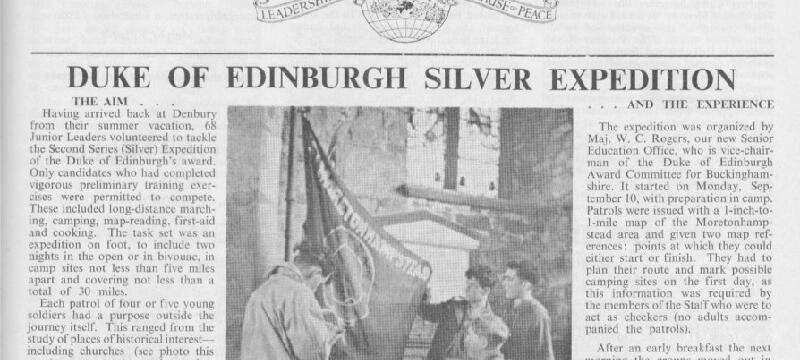 LEADERSHIP
CAUSE OF PEACE
DUKE OF EDINBURGH SILVER EXPEDITION
THE AIM . . .
Having arrived back at Denbury
from their summer vacation, 68
Junior Leaders volunteered to tackle
the Second Series (Silver) Expedition
of the Duke of Edinburgh's award.
Only candidates who had completed
vigorous preliminary training exer-
cises were permitted to compete.
These included long-distance march-
ing, camping, map-reading, first-aid
and cooking. The task set was an
expedition on foot, to include two
nights in the open or in bivouac, in
camp sites not less than five miles
apart and covering not less than a
total of 30 miles.
Each patrol of four or five young
soldiers had a purpose outside the
journey itself. This ranged from the
study of places of historical interest—
including churches (see photo this
MORETONHAMPSTEAD
. . . AND THE EXPERIENCE
The expedition was organized by
Maj. W. C. Rogers, our new Senior
Education Office, who is vice-chair-
man of the Duke of Edinburgh
Award Committee for Buckingham-
shire. It started on Monday, Sep-
tember 10, with preparation in camp.
Patrols were issued with a 1-inch-to-
1-mile map of the Moretonhamp-
stead area and given two map ref-
erences: points at which they could
either start or finish. They had to
plan their route and mark possible
camping sites on the first day, as
this information was required by
the members of the Staff who were to
act as checkers (no adults accom-
panied the patrols).
After an early breakfast the next